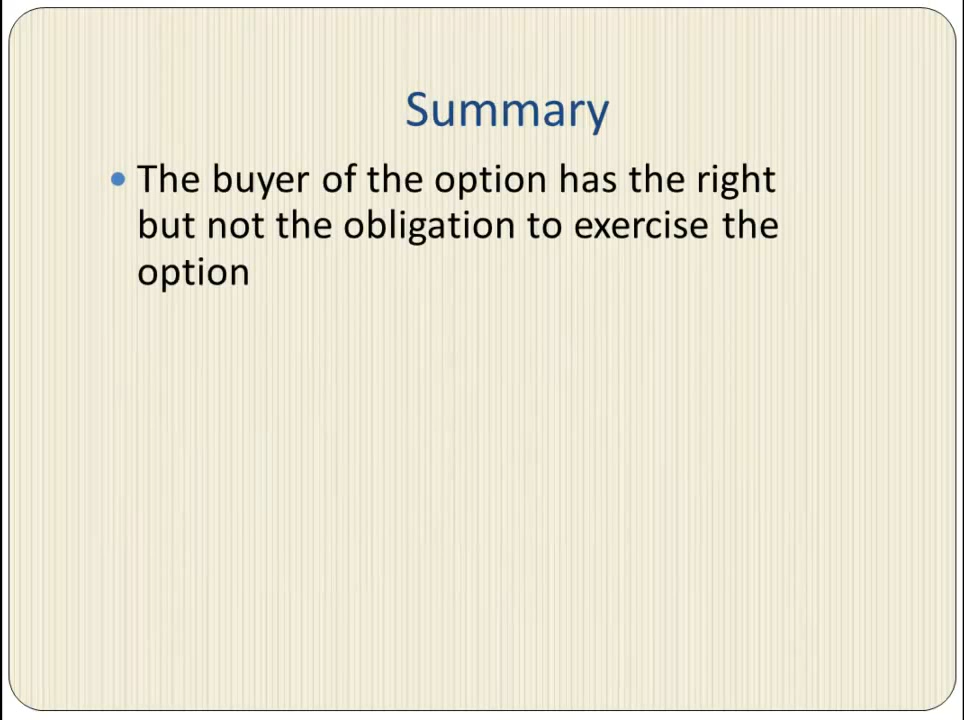 Summary
• The buyer of the option has the right
but not the obligation to exercise the
option